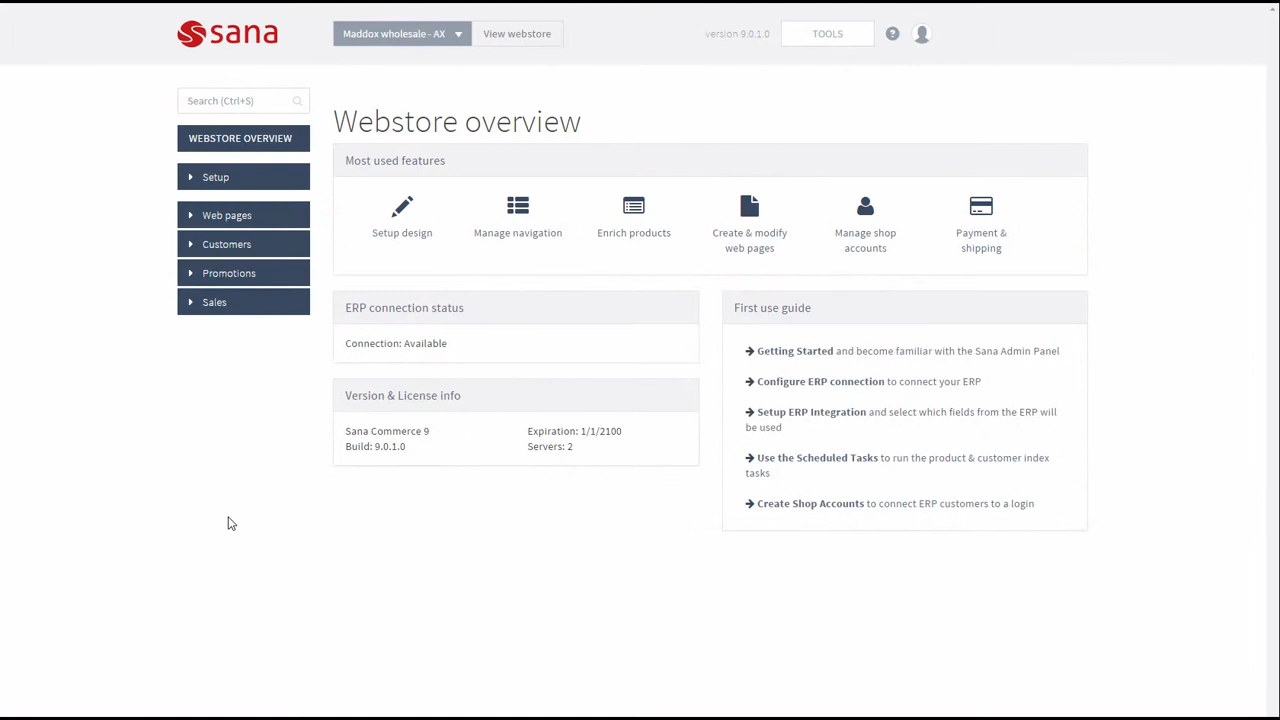 sana
Maddox wholesale - AX
View webstore
version 9.0.1.0
TOOLS
?
Search (Ctrl+S)
WEBSTORE OVERVIEW
Setup
Web pages
Customers
Promotions
Sales
Webstore overview
Most used features
Setup design
Manage navigation
Enrich products
Create & modify
web pages
Manage shop
accounts
Payment &
shipping
ERP connection status
Connection: Available
Version & License info
Sana Commerce 9
Build: 9.0.1.0
Expiration: 1/1/2100
Servers: 2
First use guide
Getting Started and become familiar with the Sana Admin Panel
Configure ERP connection to connect your ERP
Setup ERP Integration and select which fields from the ERP will
be used
Use the Scheduled Tasks to run the product & customer index
tasks
Create Shop Accounts to connect ERP customers to a login